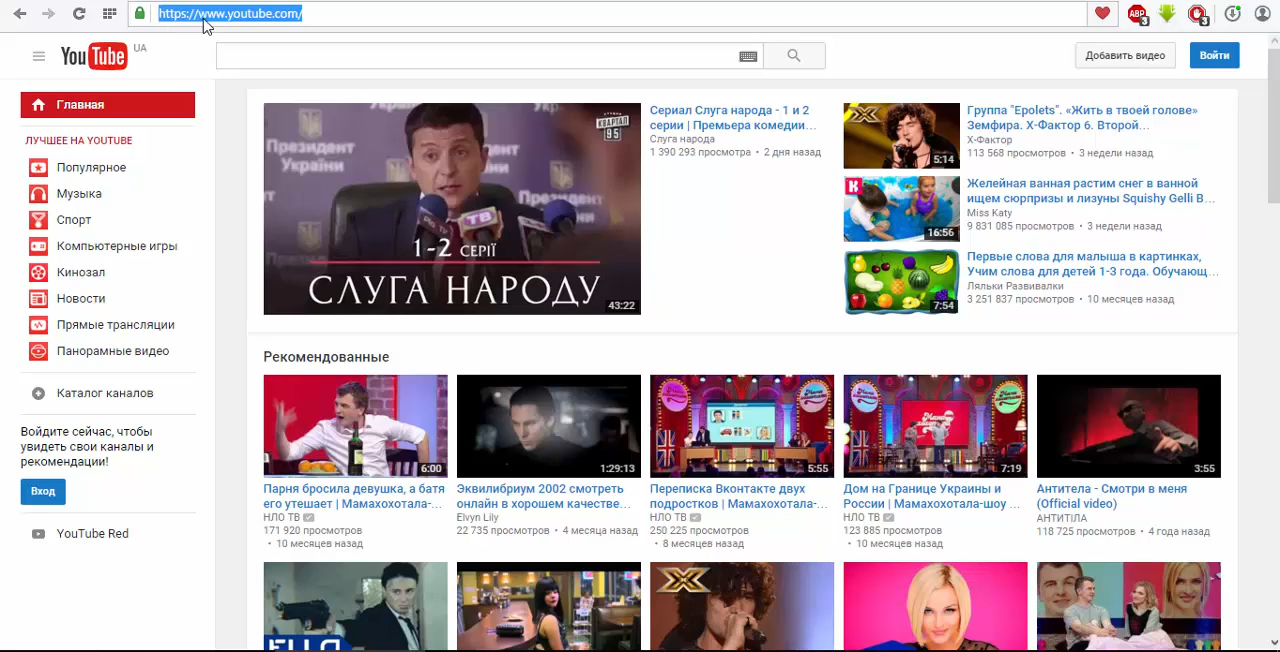 https://www.youtube.com/
ABP
3
3
You Tube UA
Добавить видео
Войти
Главная
ЛУЧШЕЕ НА YOUTUBE
Популярное
Музыка
Спорт
Компьютерные игры
Кинозал
Новости
Прямые трансляции
Панорамные видео
Каталог каналов
Войдите сейчас, чтобы
увидеть свои каналы и
рекомендации!
Вход
YouTube Red
КВАРТАЛ
95
Президент
України
ТВ
1-2 СЕРІЇ
СЛУГА НАРОДУ
43:22
Сериал Слуга народа - 1 и 2
серии | Премьера комедии...
Слуга народа
1 390 293 просмотра • 2 дня назад
5:14
Группа "Epolets". «Жить в твоей голове»
Земфира. Х-Фактор 6. Второй...
Х-Фактор
113 568 просмотров • 3 недели назад
16:56
Желейная ванная растим снег в ванной
ищем сюрпризы и лизуны Squishy Gelli B...
Miss Katy
9 831 085 просмотров • 3 недели назад
7:54
Первые слова для малыша в картинках,
Учим слова для детей 1-3 года. Обучающ...
Ляльки Развивалки
3 251 837 просмотров • 10 месяцев назад
Рекомендованные
6:00
Парня бросила девушка, а батя
его утешает | Мамахохотала-...
НЛО ТВ
171 920 просмотров
• 10 месяцев назад
1:29:13
Эквилибриум 2002 смотреть
онлайн в хорошем качестве...
Elvyn Lily
22 735 просмотров • 4 месяца назад
5:55
Переписка Вконтакте двух
подростков | Мамахохотала-...
НЛО ТВ
250 225 просмотров
• 8 месяцев назад
7:19
Дом на Границе Украины и
России | Мамахохотала-шоу ...
НЛО ТВ
123 885 просмотров
• 10 месяцев назад
3:55
Антитела - Смотри в меня
(Official video)
АНТИТІЛА
118 725 просмотров • 4 года назад